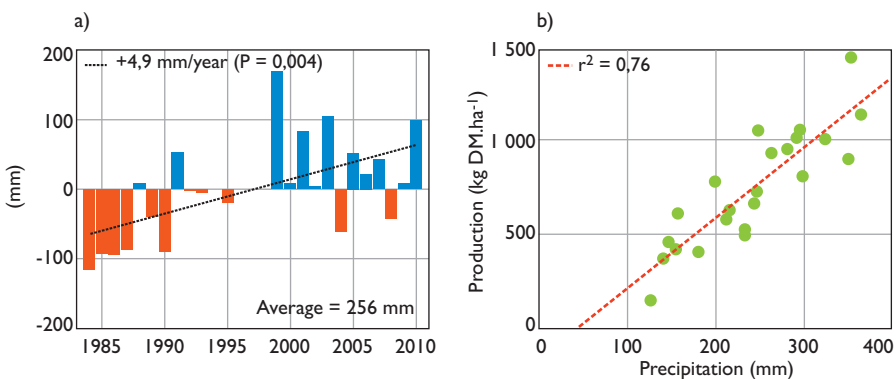 a)
200
100
0
-100
-200
(mm)
+4,9 mm/year (P = 0,004)
Average = 256 mm
1985 1990 1995 2000 2005 2010
b)
1 500
1 000
500
0
Production (kg DM.ha⁻¹)
r² = 0,76
0 100 200 300 400
Precipitation (mm)